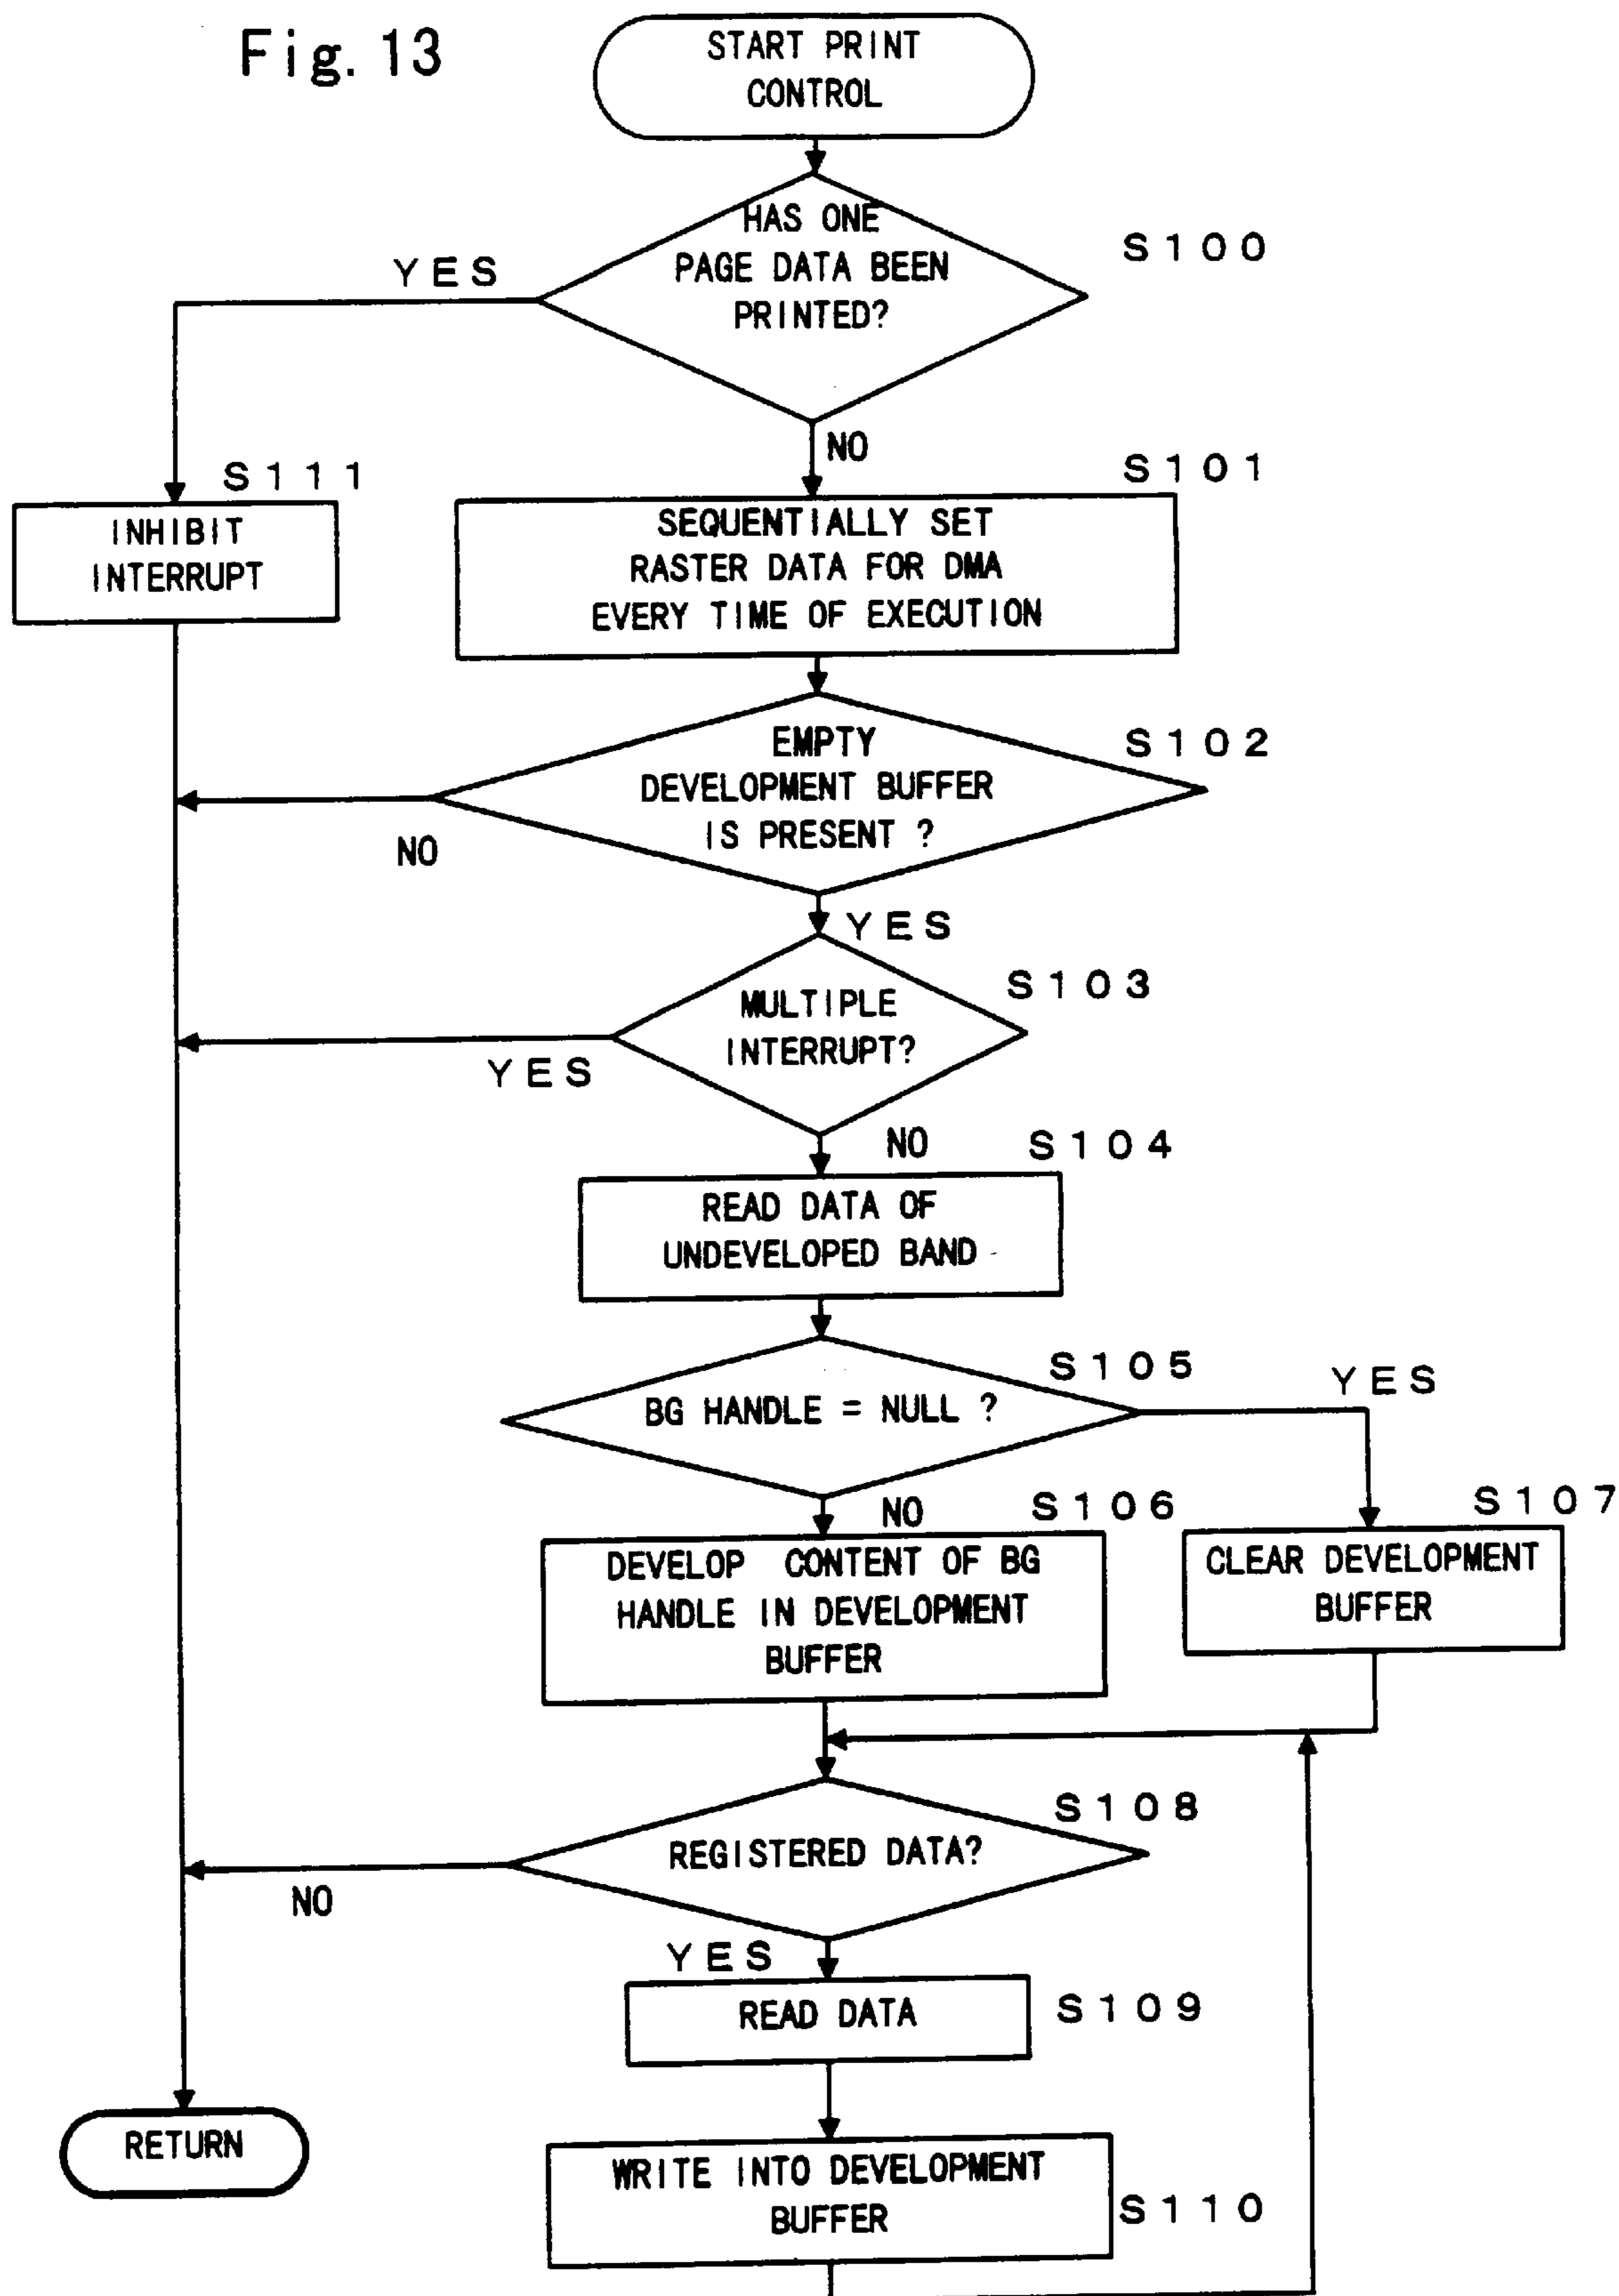 Fig. 13
START PRINT
CONTROL
HAS ONE
PAGE DATA BEEN
PRINTED?
S100
YES
NO
S111
INHIBIT
INTERRUPT
S101
SEQUENTIALLY SET
RASTER DATA FOR DMA
EVERY TIME OF EXECUTION
EMPTY
DEVELOPMENT BUFFER
IS PRESENT ?
S102
NO
YES
MULTIPLE
INTERRUPT?
S103
YES
NO
S104
READ DATA OF
UNDEVELOPED BAND
BG HANDLE = NULL ?
S105
YES
NO
S106
DEVELOP CONTENT OF BG
HANDLE IN DEVELOPMENT
BUFFER
S107
CLEAR DEVELOPMENT
BUFFER
REGISTERED DATA?
S108
NO
YES
READ DATA
S109
RETURN
WRITE INTO DEVELOPMENT
BUFFER
S110